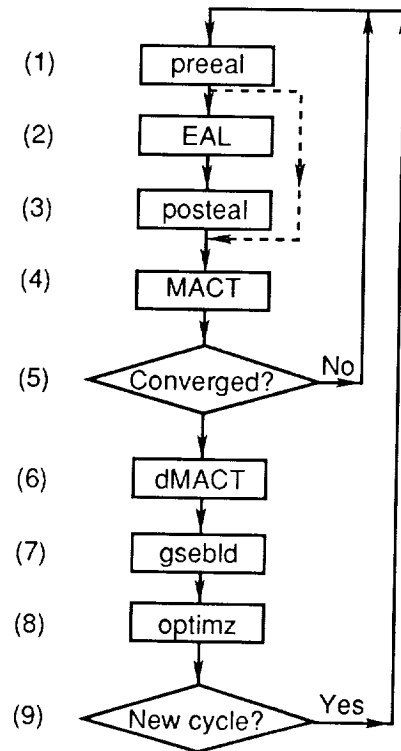 (1) preeal
(2) EAL
(3) posteal
(4) MACT
(5) Converged? No
(6) dMACT
(7) gsebld
(8) optimz
(9) New cycle? Yes